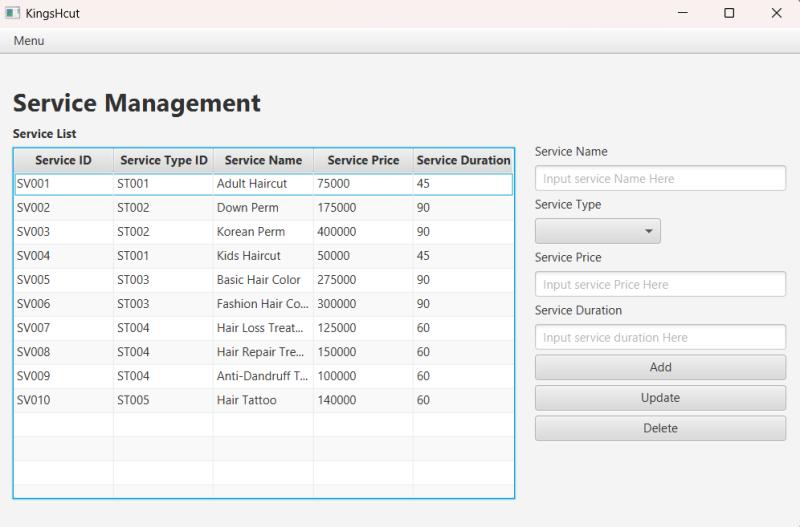 KingsHcut
Menu
Service Management
Service List
Service ID Service Type ID Service Name Service Price Service Duration
SV001 ST001 Adult Haircut 75000 45
SV002 ST002 Down Perm 175000 90
SV003 ST002 Korean Perm 400000 90
SV004 ST001 Kids Haircut 50000 45
SV005 ST003 Basic Hair Color 275000 90
SV006 ST003 Fashion Hair Co... 300000 90
SV007 ST004 Hair Loss Treat... 125000 60
SV008 ST004 Hair Repair Tre... 150000 60
SV009 ST004 Anti-Dandruff T... 100000 60
SV010 ST005 Hair Tattoo 140000 60
Service Name
Input service Name Here
Service Type
Service Price
Input service Price Here
Service Duration
Input service duration Here
Add
Update
Delete